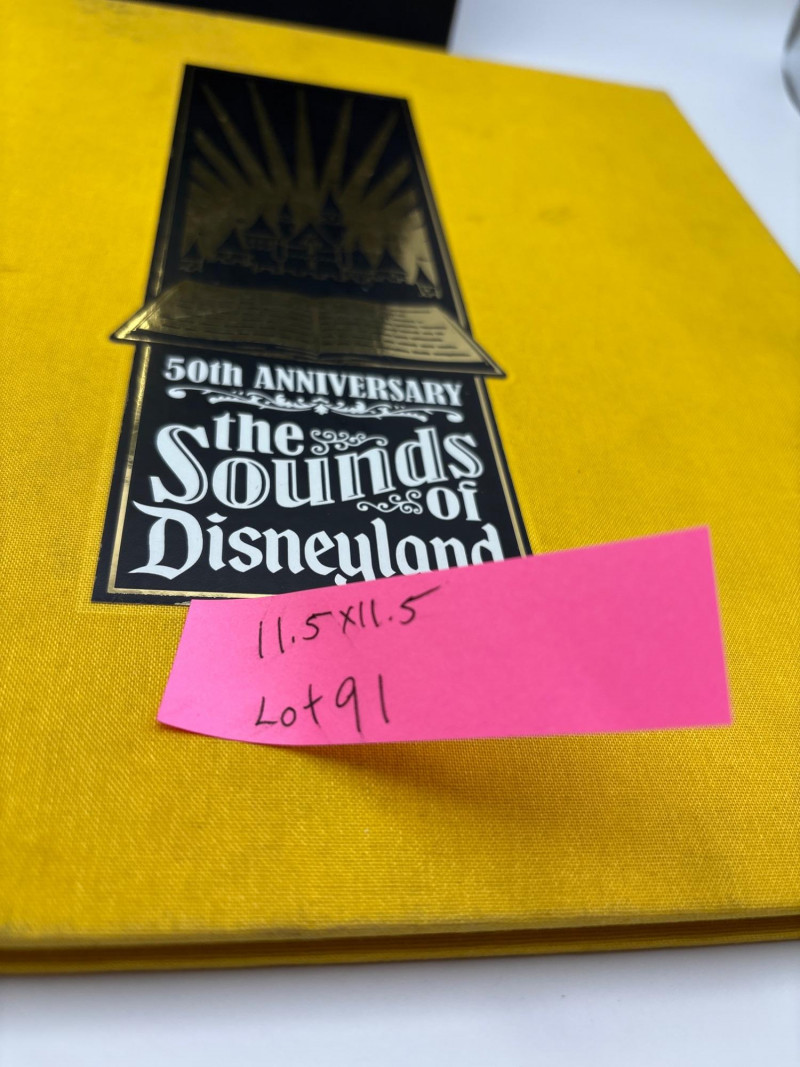 50th ANNIVERSARY
the
Sounds
of
Disneyland
11.5x11.5
Lot 91